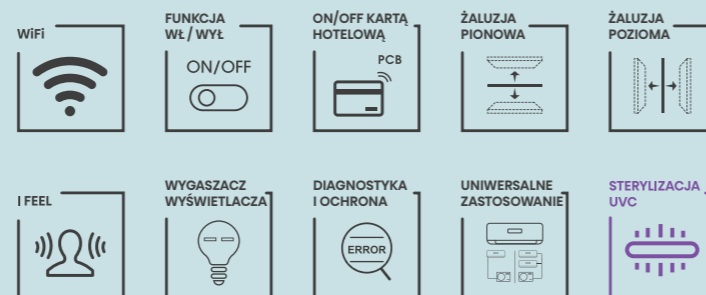 WiFi
FUNKCJA
WŁ / WYŁ
ON/OFF
ON/OFF KARTĄ
HOTELOWĄ
PCB
ŻALUZJA
PIONOWA
ŻALUZJA
POZIOMA
I FEEL
WYGASZACZ
WYŚWIETLACZA
DIAGNOSTYKA
I OCHRONA
ERROR
UNIWERSALNE
ZASTOSOWANIE
STERYLIZACJA
UVC